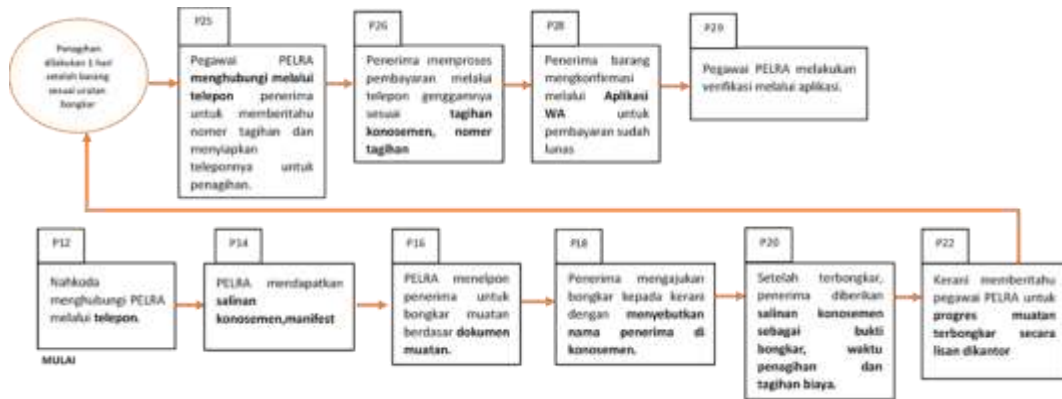 Penagihan
dilakukan 1 hari
setelah barang
sesuai urutan
bongkar
P25
Pegawai PELRA
menghubungi melalui
telepon penerima
untuk memberitahu
nomer tagihan dan
menyiapkan
teleponnya untuk
penagihan.
P26
Penerima memproses
pembayaran melalui
telepon genggamnya
sesuai tagihan
konosemen, nomer
tagihan
P28
Penerima barang
mengkonfirmasi
melalui Aplikasi
WA untuk
pembayaran sudah
lunas
P29
Pegawai PELRA melakukan
verifikasi melalui aplikasi.
P12
Nahkoda
menghubungi PELRA
melalui telepon.
MULAI
P14
PELRA mendapatkan
salinan
konosemen,manifest
P16
PELRA menelpon
penerima untuk
bongkar muatan
berdasar dokumen
muatan.
P18
Penerima mengajukan
bongkar kepada kerani
dengan menyebutkan
nama penerima di
konosemen.
P20
Setelah terbongkar,
penerima diberikan
salinan konosemen
sebagai bukti
bongkar, waktu
penagihan dan
tagihan biaya.
P22
Kerani memberitahu
pegawai PELRA untuk
progres muatan
terbongkar secara
lisan dikantor